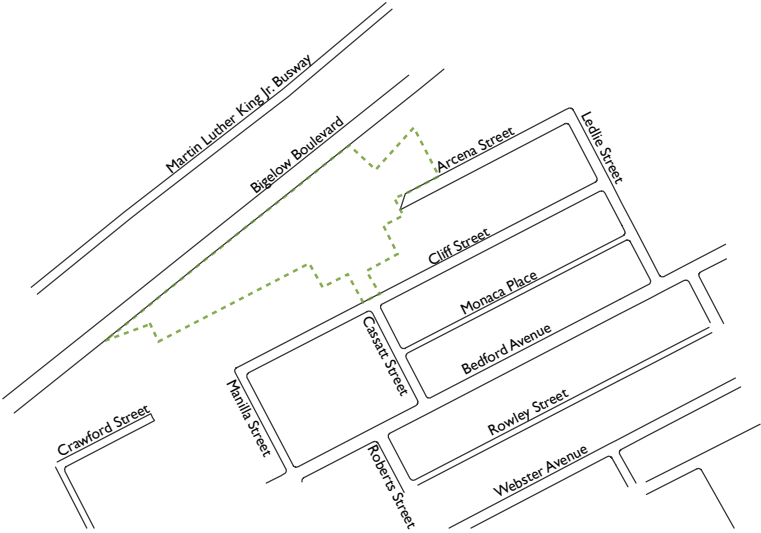 Martin Luther King Jr. Busway
Bigelow Boulevard
Arcena Street
Ledlie Street
Cliff Street
Monaca Place
Cassatt Street
Bedford Avenue
Manilla Street
Crawford Street
Rowley Street
Roberts Street
Webster Avenue